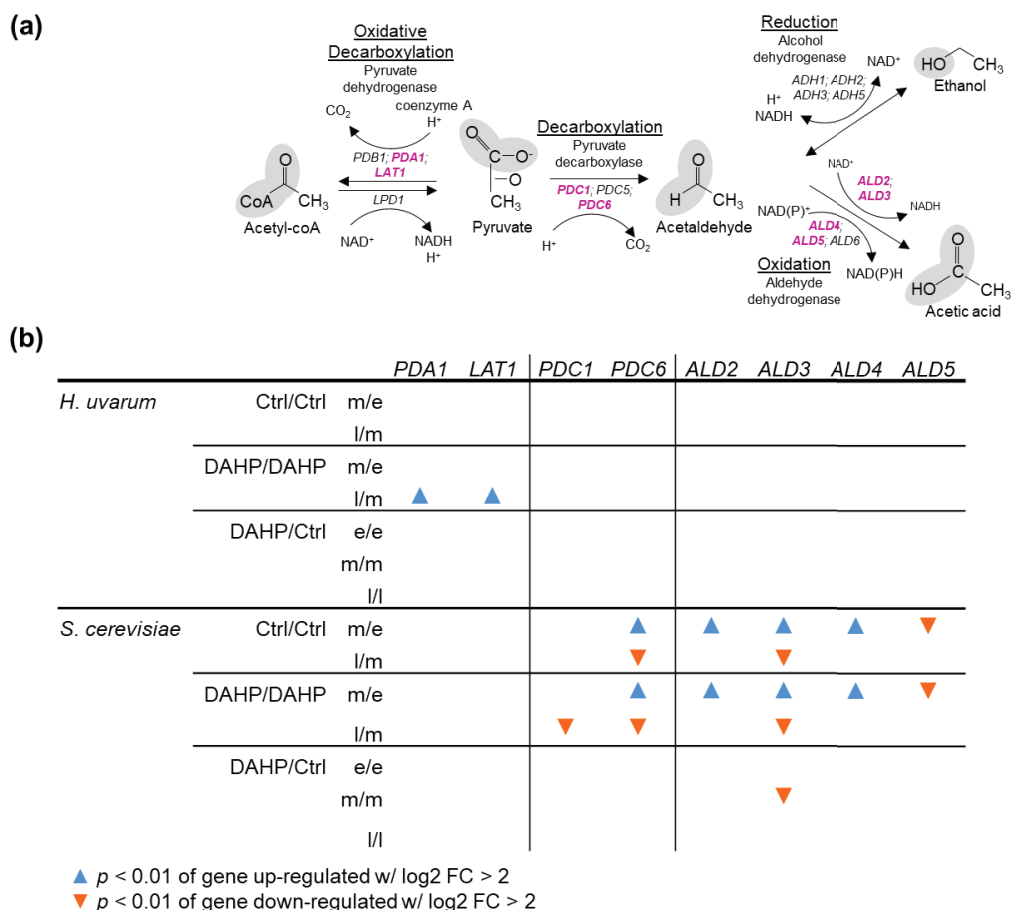 (a)
Oxidative
Decarboxylation
Pyruvate
dehydrogenase
coenzyme A
H+
CO2
PDB1; PDA1;
LAT1
LPD1
NAD+
NADH
H+
CoA
O
CH3
Acetyl-coA
O
C
O-
O
CH3
Pyruvate
Decarboxylation
Pyruvate
decarboxylase
PDC1; PDC5;
PDC6
H+
CO2
O
H
CH3
Acetaldehyde
Reduction
Alcohol
dehydrogenase
NAD+
ADH1; ADH2;
ADH3; ADH5
H+
NADH
HO
CH3
Ethanol
NAD+
ALD2;
ALD3
NADH
NAD(P)+
ALD4;
ALD5; ALD6
NAD(P)H
Oxidation
Aldehyde
dehydrogenase
O
C
HO
CH3
Acetic acid
(b)
PDA1 LAT1 PDC1 PDC6 ALD2 ALD3 ALD4 ALD5
H. uvarum Ctrl/Ctrl m/e
l/m
DAHP/DAHP m/e
l/m
DAHP/Ctrl e/e
m/m
l/l
S. cerevisiae Ctrl/Ctrl m/e
l/m
DAHP/DAHP m/e
l/m
DAHP/Ctrl e/e
m/m
l/l
p < 0.01 of gene up-regulated w/ log2 FC > 2
p < 0.01 of gene down-regulated w/ log2 FC > 2